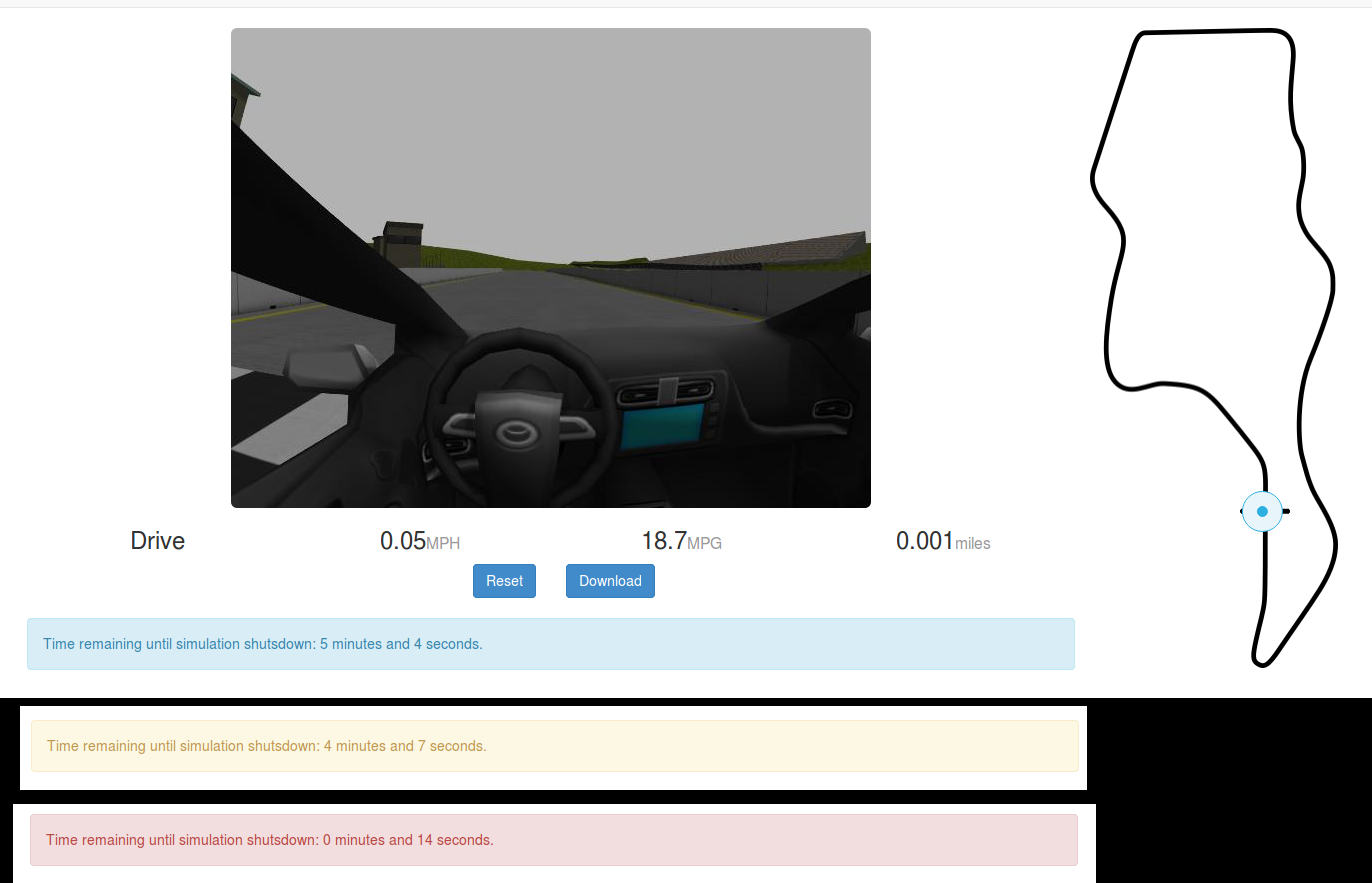 Drive 0.05MPH 18.7MPG 0.001miles
Reset Download
Time remaining until simulation shutsdown: 5 minutes and 4 seconds.
Time remaining until simulation shutsdown: 4 minutes and 7 seconds.
Time remaining until simulation shutsdown: 0 minutes and 14 seconds.